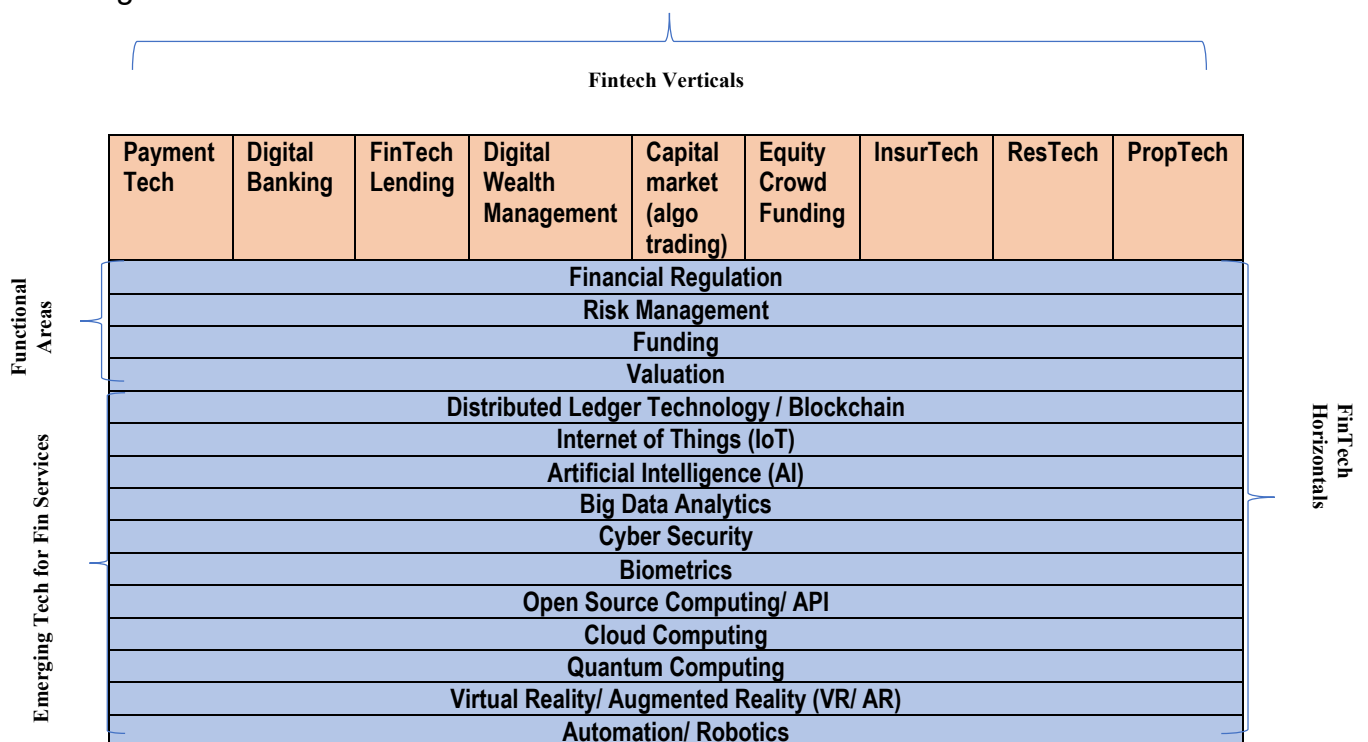 Fintech Verticals
Payment Tech
Digital Banking
FinTech Lending
Digital Wealth Management
Capital market (algo trading)
Equity Crowd Funding
InsurTech
ResTech
PropTech
Functional Areas
Financial Regulation
Risk Management
Funding
Valuation
Emerging Tech for Fin Services
Distributed Ledger Technology / Blockchain
Internet of Things (IoT)
Artificial Intelligence (AI)
Big Data Analytics
Cyber Security
Biometrics
Open Source Computing/ API
Cloud Computing
Quantum Computing
Virtual Reality/ Augmented Reality (VR/ AR)
Automation/ Robotics
FinTech Horizontals